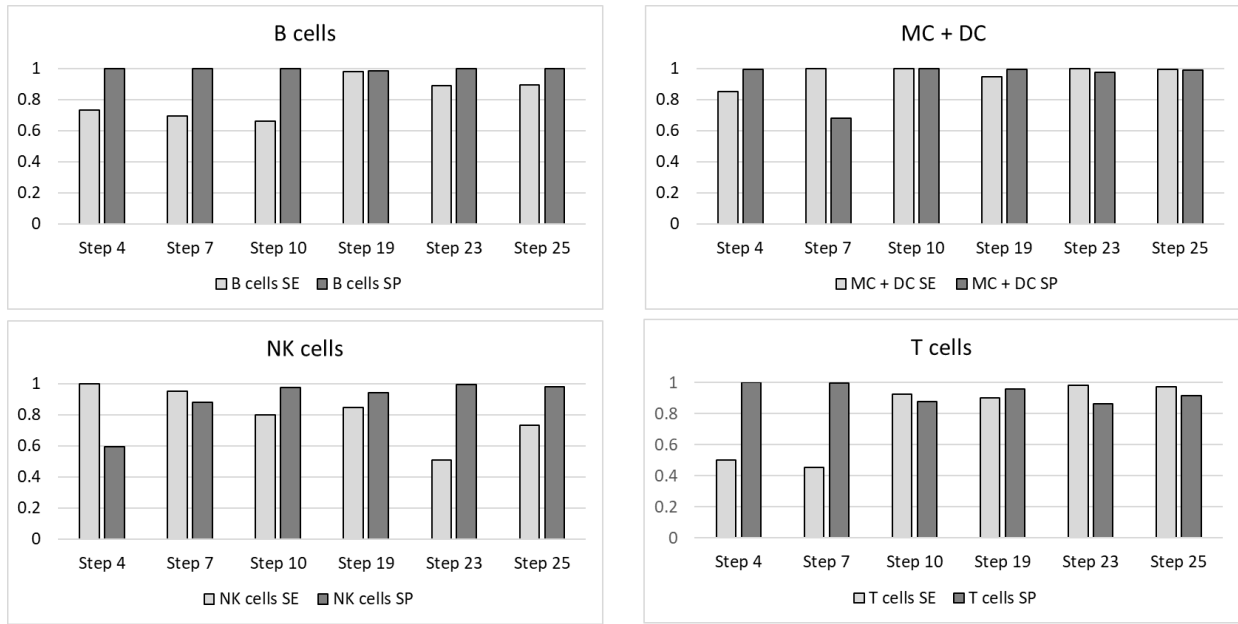 B cells
1
0.8
0.6
0.4
0.2
0
Step 4 Step 7 Step 10 Step 19 Step 23 Step 25
B cells SE B cells SP
MC + DC
1
0.8
0.6
0.4
0.2
0
Step 4 Step 7 Step 10 Step 19 Step 23 Step 25
MC + DC SE MC + DC SP
NK cells
1
0.8
0.6
0.4
0.2
0
Step 4 Step 7 Step 10 Step 19 Step 23 Step 25
NK cells SE NK cells SP
T cells
1
0.8
0.6
0.4
0.2
0
Step 4 Step 7 Step 10 Step 19 Step 23 Step 25
T cells SE T cells SP